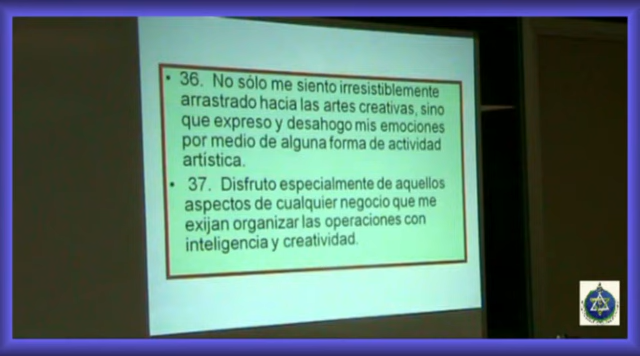 • 36. No sólo me siento irresistiblemente
arrastrado hacia las artes creativas, sino
que expreso y desahogo mis emociones
por medio de alguna forma de actividad
artística.
• 37. Disfruto especialmente de aquellos
aspectos de cualquier negocio que me
exijan organizar las operaciones con
inteligencia y creatividad.